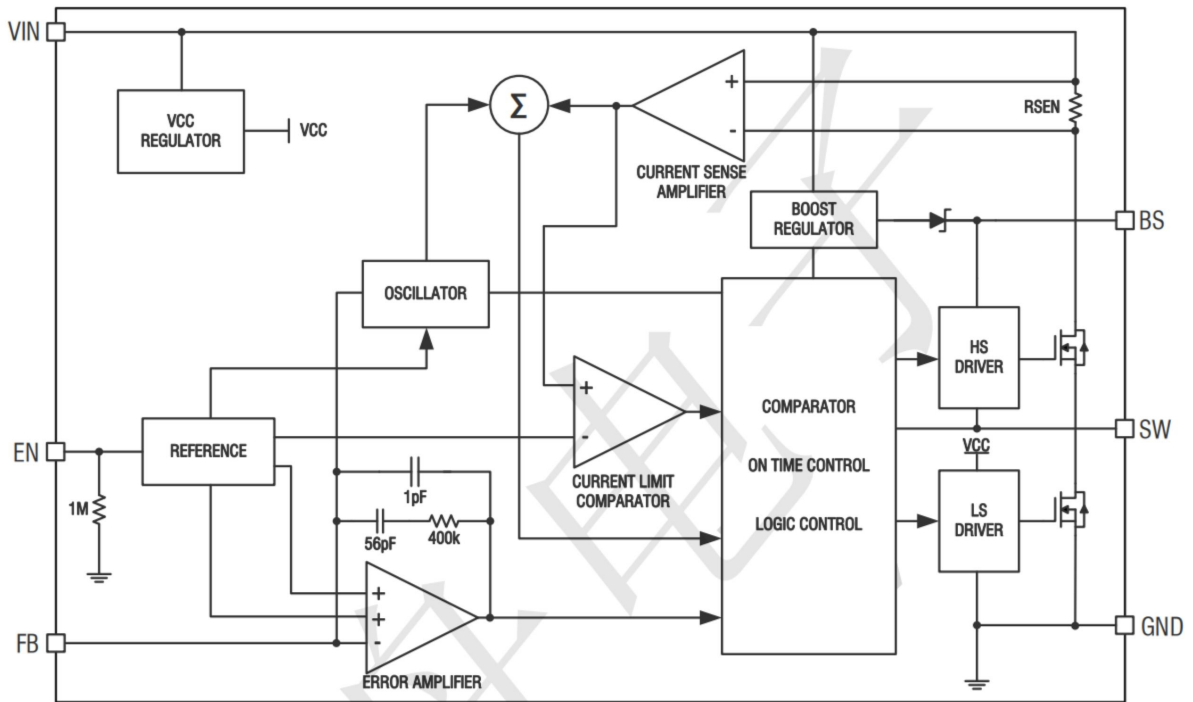 VIN
Σ
+
RSEN
-
VCC
REGULATOR
VCC
CURRENT SENSE
AMPLIFIER
BOOST
REGULATOR
BS
OSCILLATOR
HS
DRIVER
+
COMPARATOR
SW
EN
REFERENCE
-
VCC
CURRENT LIMIT
COMPARATOR
ON TIME CONTROL
1pF
1M
LS
DRIVER
56pF
400k
LOGIC CONTROL
+
+
-
FB
GND
ERROR AMPLIFIER